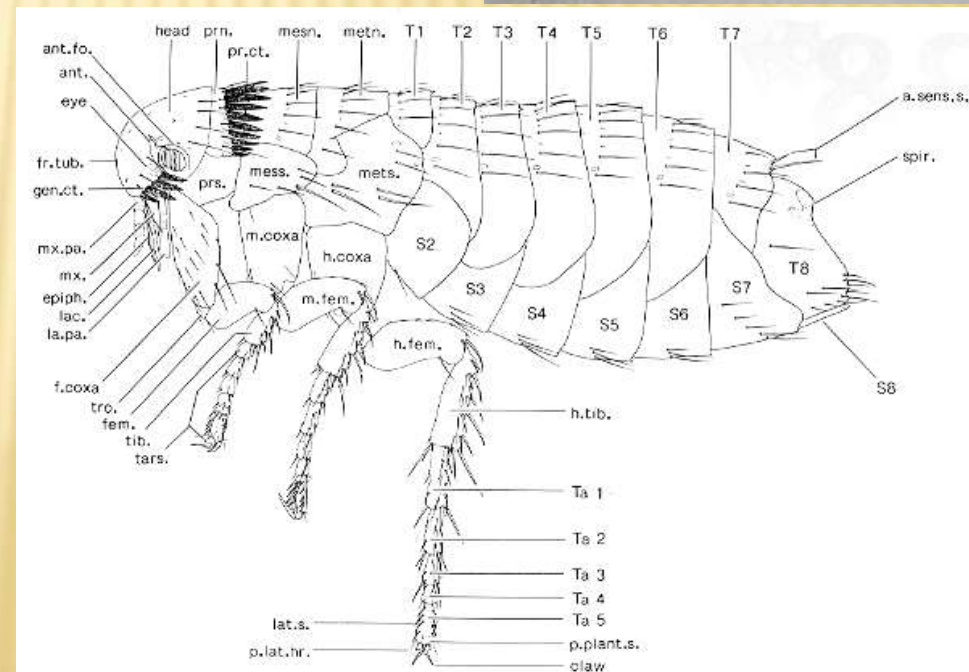 head prn. pr.ct. mesn. metn. T1 T2 T3 T4 T5 T6 T7
ant.fo.
ant.
eye
fr.tub.
gen.ct.
mx.pa.
mx.
epiph.
lac.
la.pa.
f.coxa
tro.
fem.
tib.
tars.
a.sens.s.
spir.
prs. mess. mets.
m.coxa
h.coxa
m.fem.
h.fem.
S2
S3
S4
S5
S6
S7
T8
S8
h.tib.
Ta 1
Ta 2
Ta 3
Ta 4
Ta 5
lat.s.
p.lat.hr.
p.plant.s.
claw